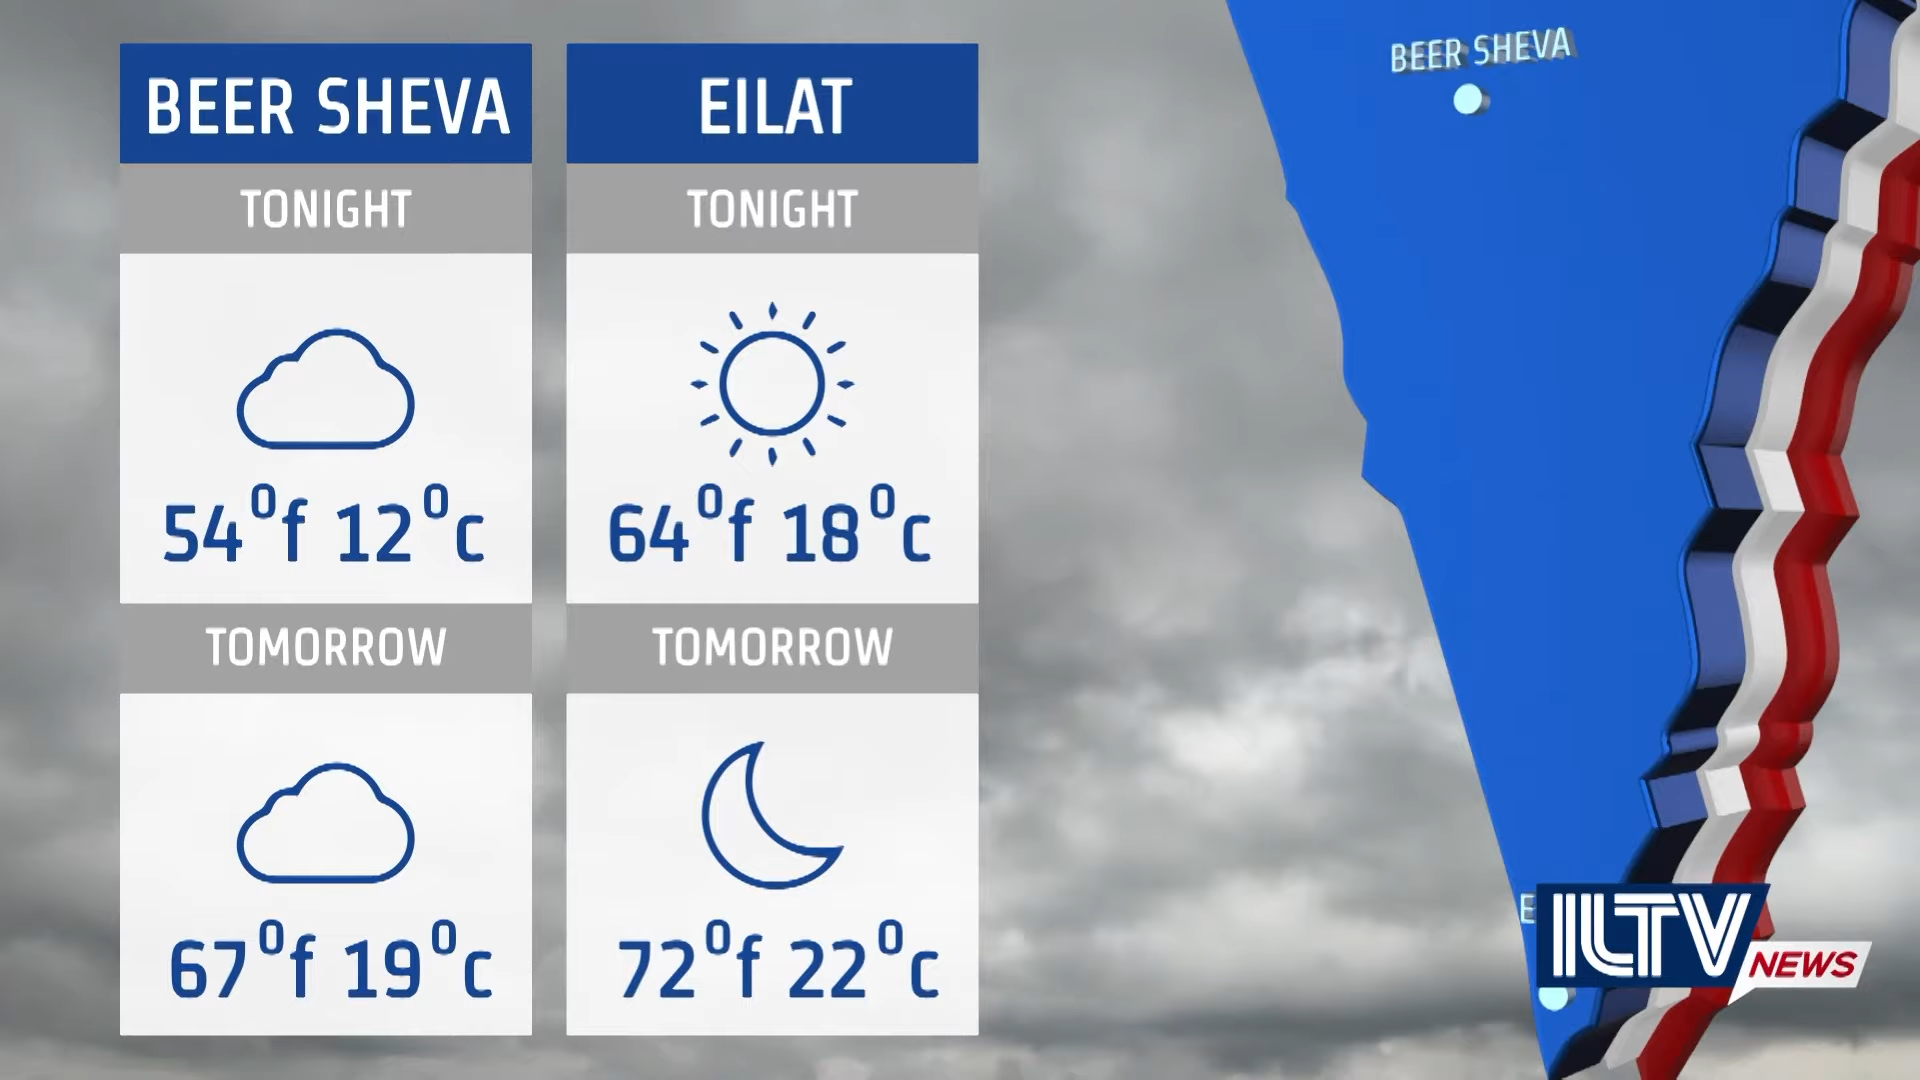 BEER SHEVA
TONIGHT
54°f 12°c
TOMORROW
67°f 19°c
EILAT
TONIGHT
64°f 18°c
TOMORROW
72°f 22°c
BEER SHEVA
E
ILTV
NEWS